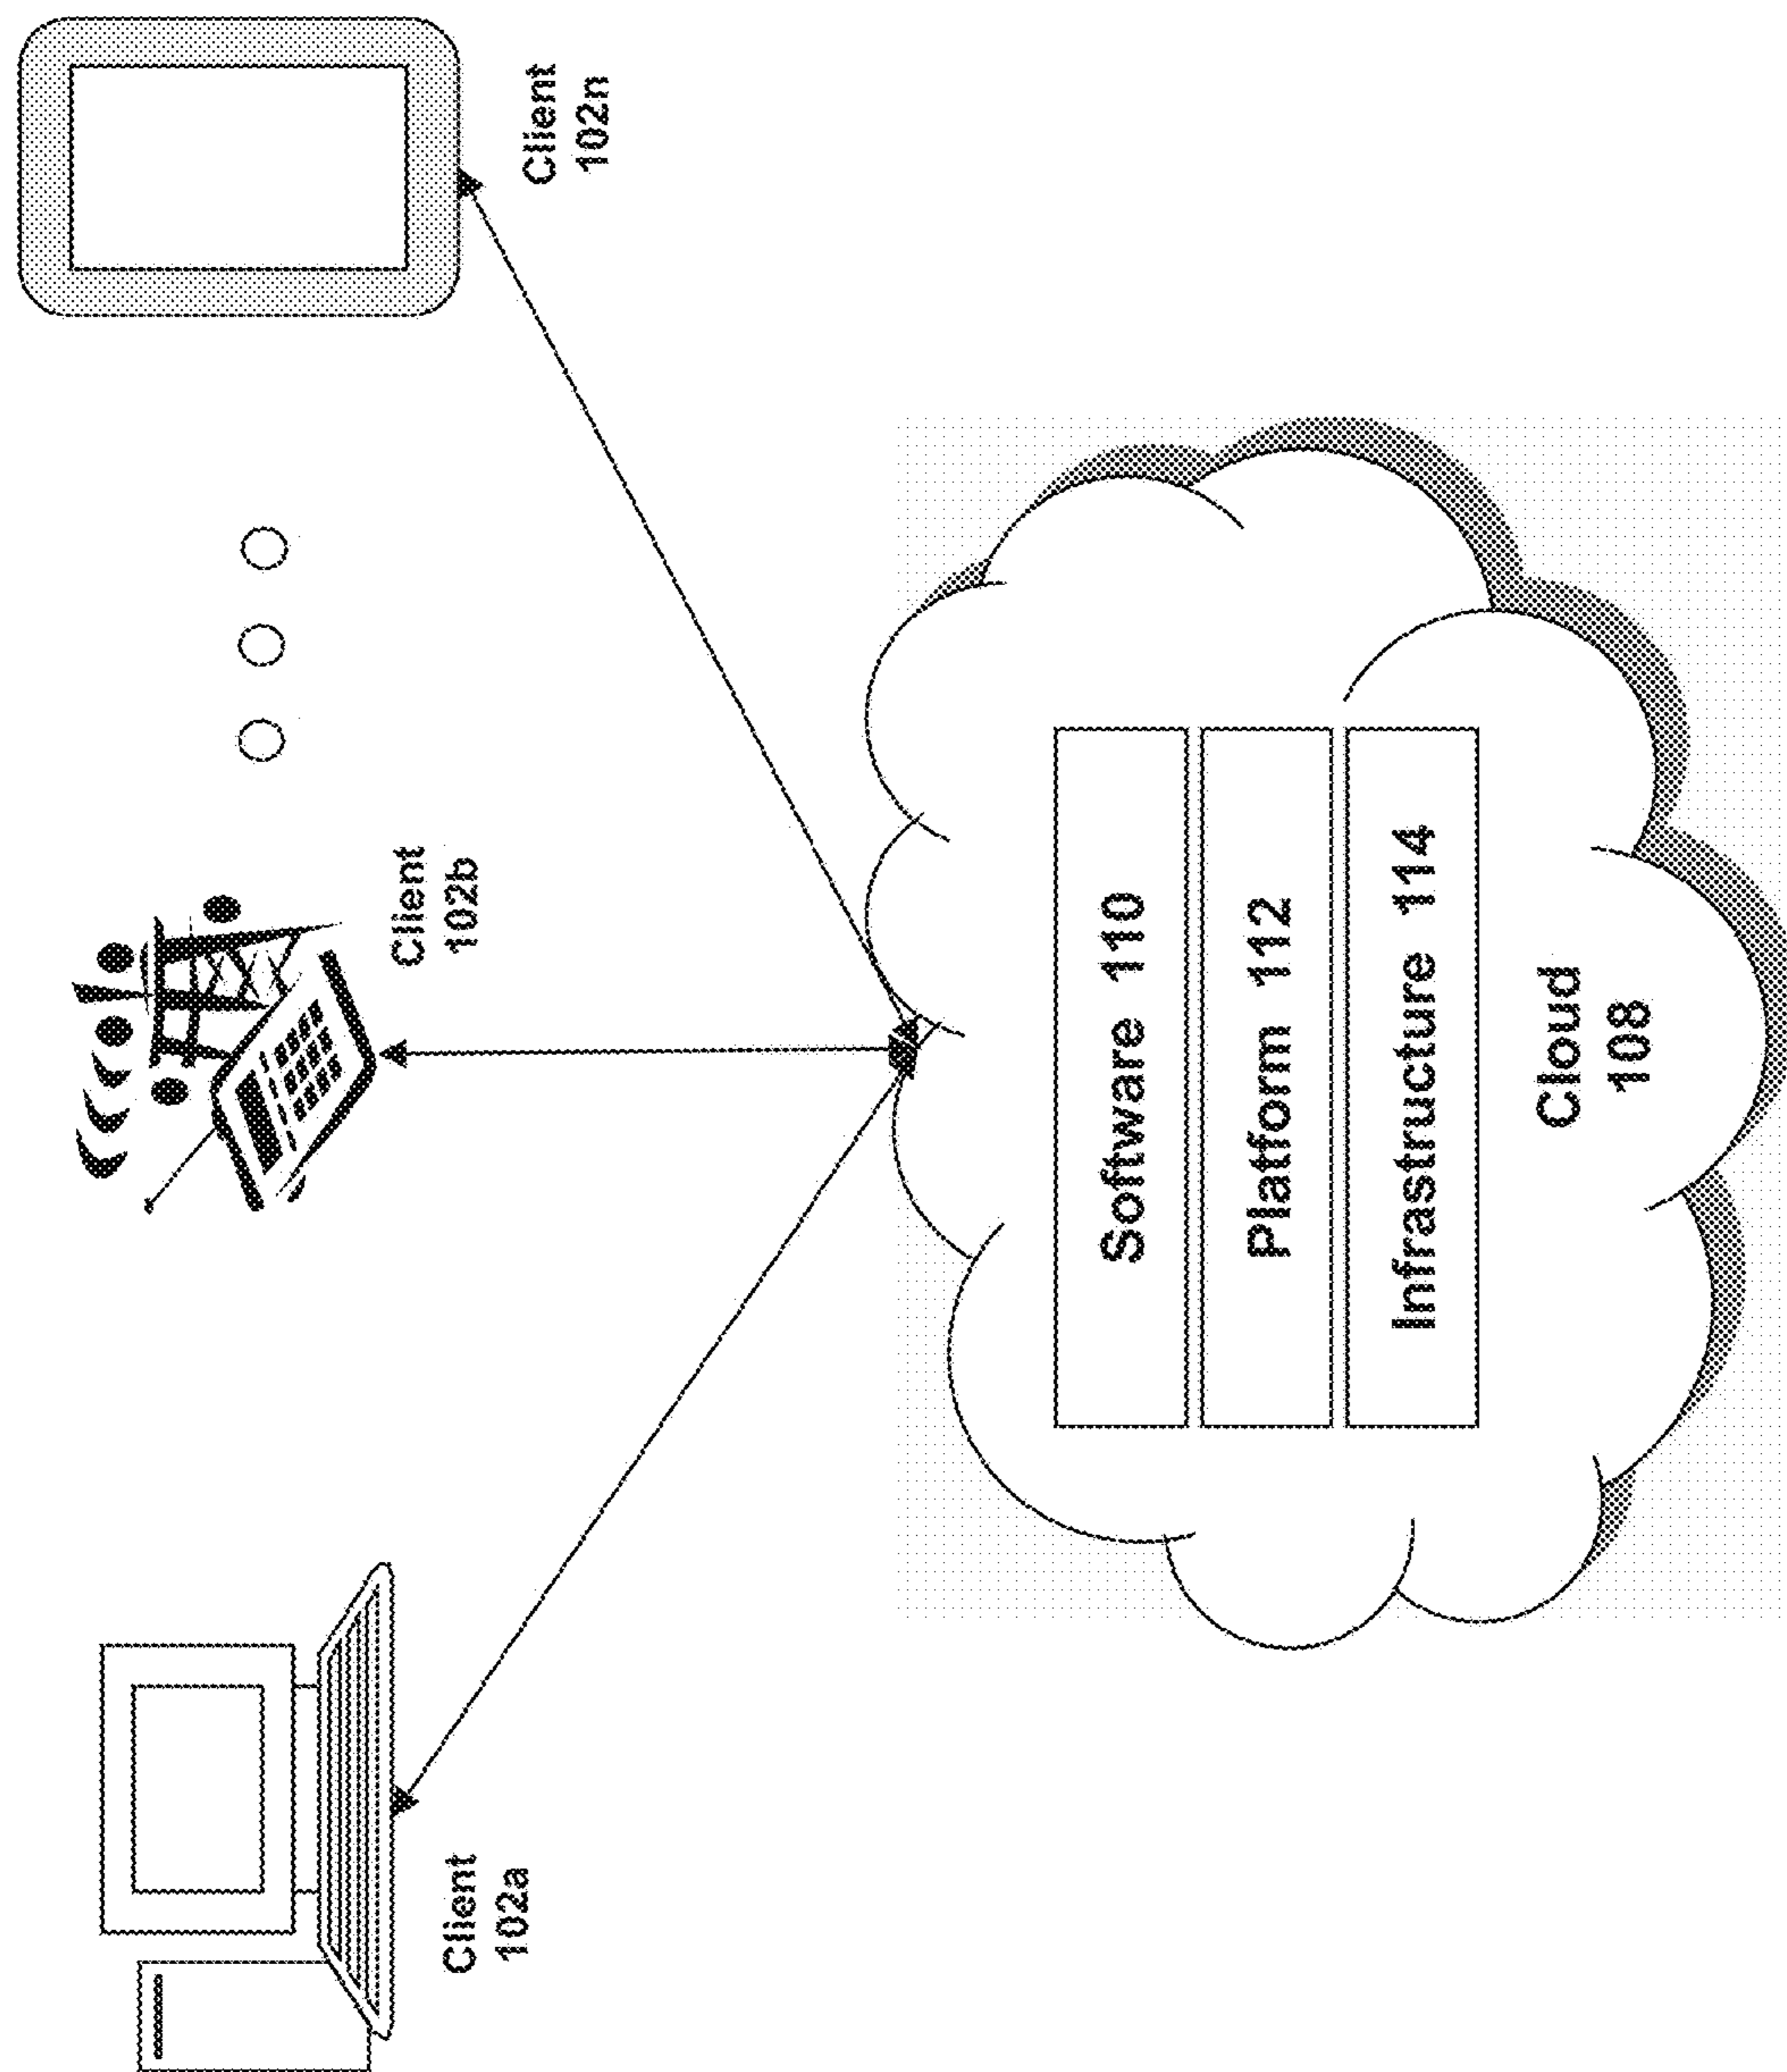 Client
102a
Client
102b
Client
102n
Software 110
Platform 112
Infrastructure 114
Cloud
108